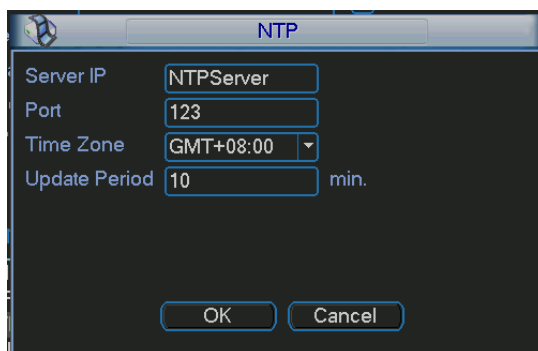 NTP
Server IP NTPServer
Port 123
Time Zone GMT+08:00
Update Period 10 min.
OK Cancel